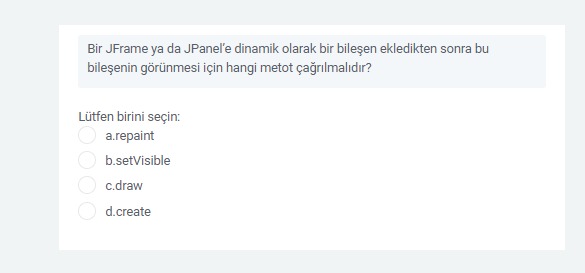 Bir JFrame ya da JPanel'e dinamik olarak bir bileşen ekledikten sonra bu
bileşenin görünmesi için hangi metot çağrılmalıdır?
Lütfen birini seçin:
a.repaint
b.setVisible
c.draw
d.create